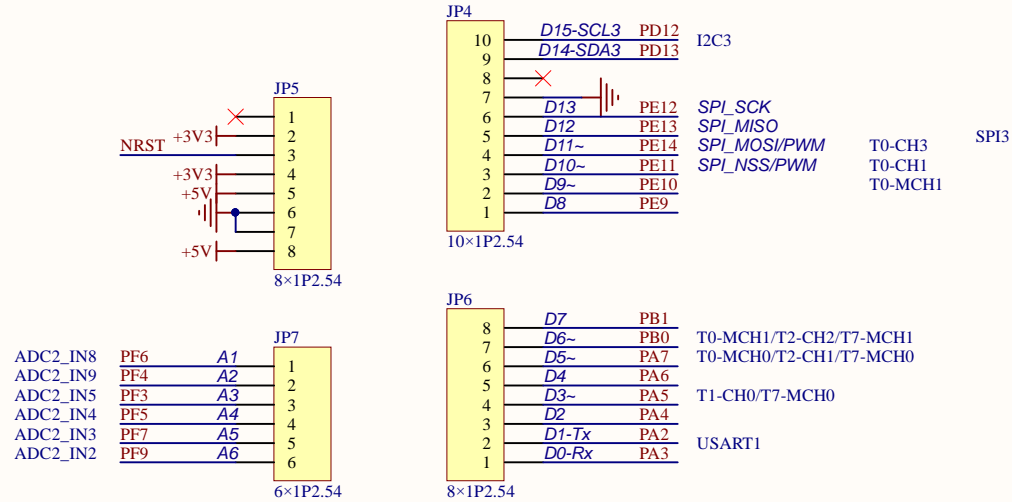 JP4
10 D15-SCL3 PD12 I2C3
9 D14-SDA3 PD13
8
7
6 D13 PE12 SPI_SCK
5 D12 PE13 SPI_MISO SPI3
4 D11~ PE14 SPI_MOSI/PWM T0-CH3
3 D10~ PE11 SPI_NSS/PWM T0-CH1
2 D9~ PE10 T0-MCH1
1 D8 PE9
10×1P2.54
JP5
1
+3V3 2
NRST 3
+3V3 4
+5V 5
6
7
+5V 8
8×1P2.54
JP7
ADC2_IN8 PF6 A1 1
ADC2_IN9 PF4 A2 2
ADC2_IN5 PF3 A3 3
ADC2_IN4 PF5 A4 4
ADC2_IN3 PF7 A5 5
ADC2_IN2 PF9 A6 6
6×1P2.54
JP6
8 D7 PB1
7 D6~ PB0 T0-MCH1/T2-CH2/T7-MCH1
6 D5~ PA7 T0-MCH0/T2-CH1/T7-MCH0
5 D4 PA6
4 D3~ PA5 T1-CH0/T7-MCH0
3 D2 PA4
2 D1-Tx PA2 USART1
1 D0-Rx PA3
8×1P2.54